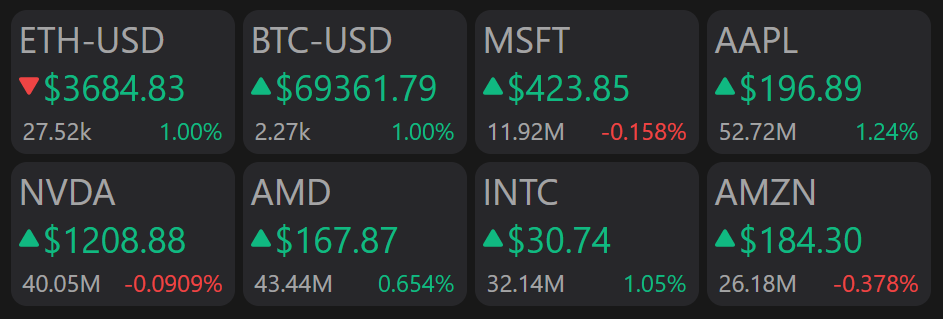 ETH-USD
▼$3684.83
27.52k 1.00%
BTC-USD
▲$69361.79
2.27k 1.00%
MSFT
▲$423.85
11.92M -0.158%
AAPL
▲$196.89
52.72M 1.24%
NVDA
▲$1208.88
40.05M -0.0909%
AMD
▲$167.87
43.44M 0.654%
INTC
▲$30.74
32.14M 1.05%
AMZN
▲$184.30
26.18M -0.378%